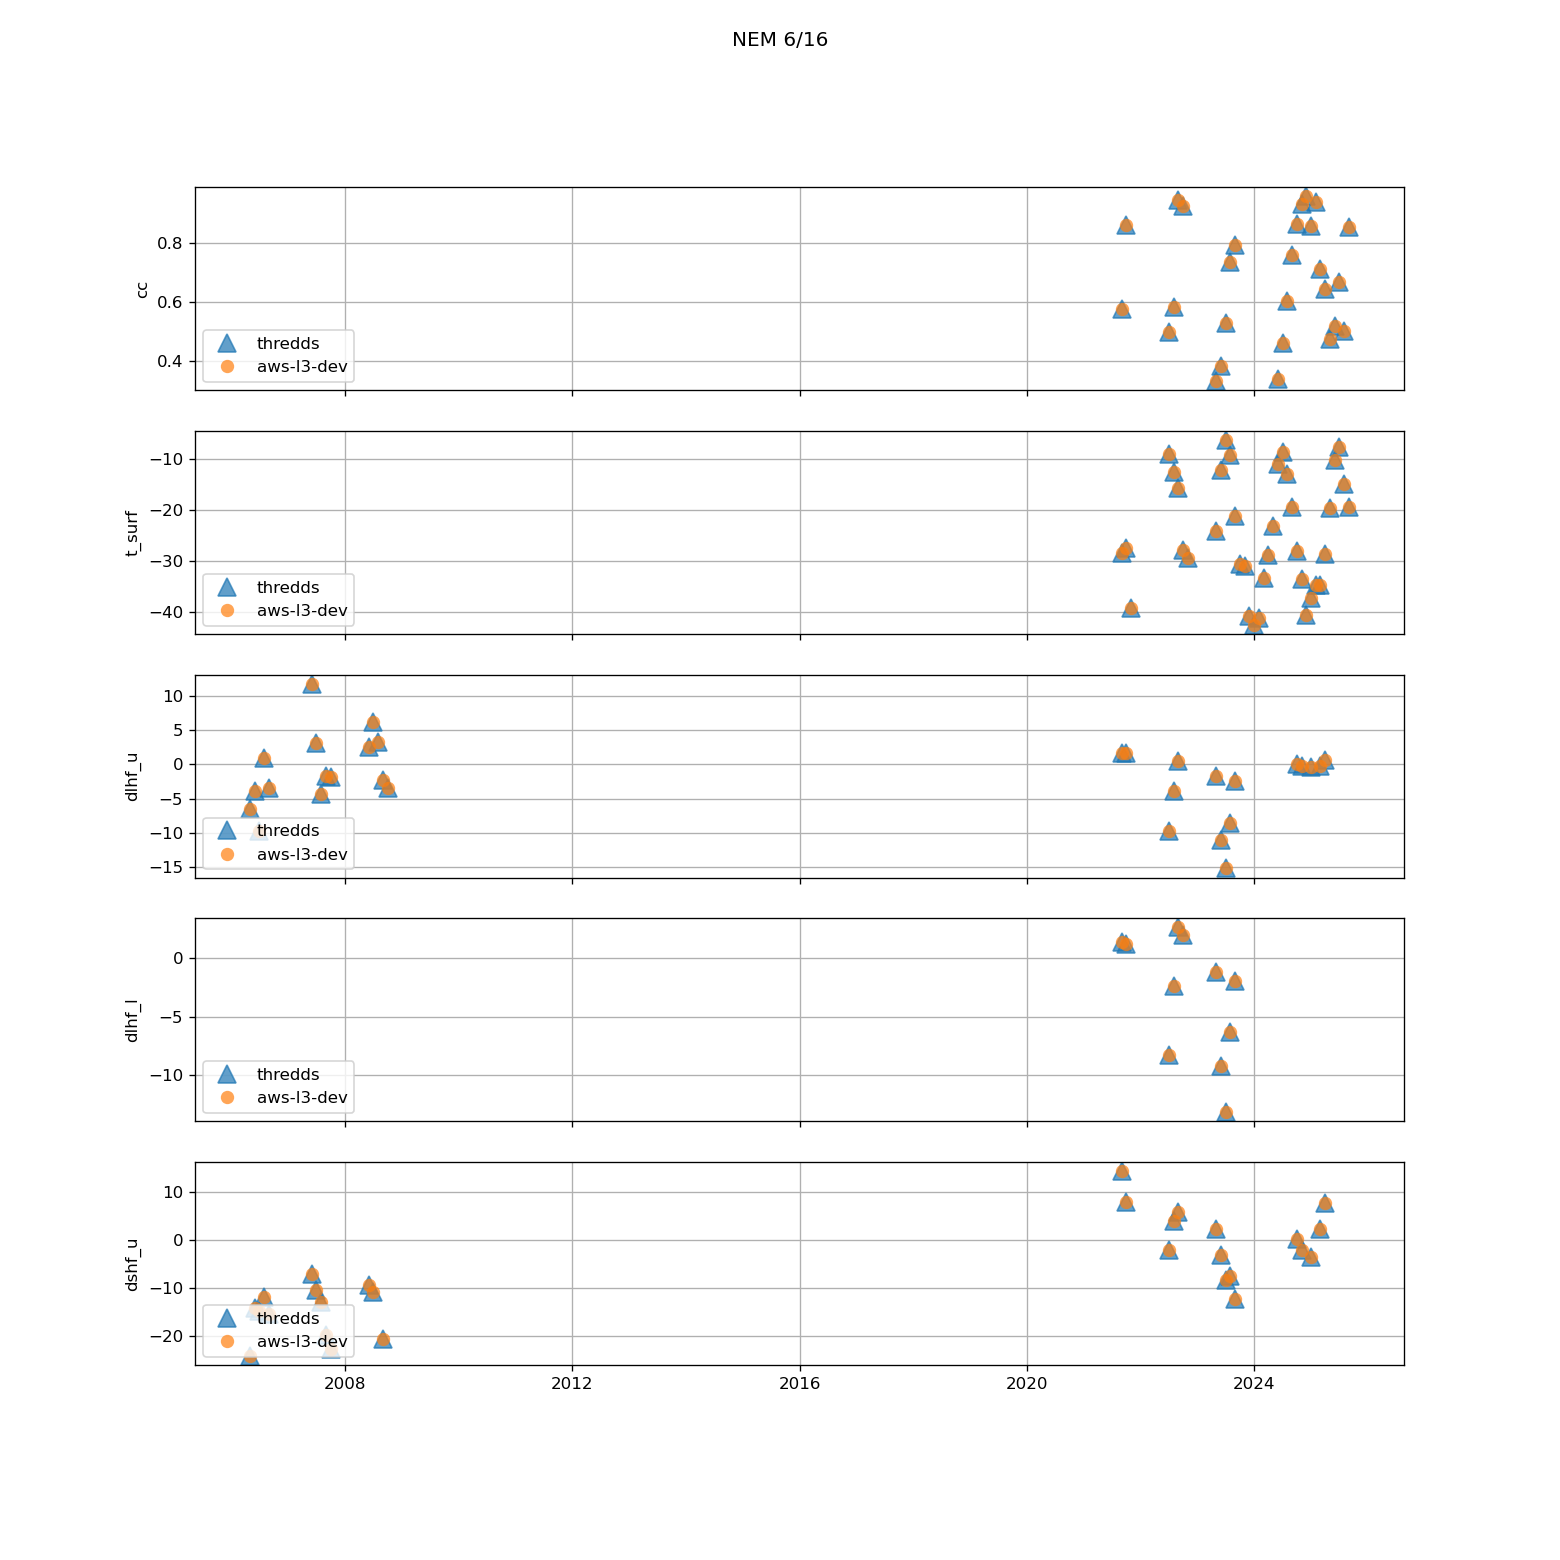 NEM 6/16
0.8
0.6
0.4
cc
thredds
aws-l3-dev
−10
−20
−30
−40
t_surf
thredds
aws-l3-dev
10
5
0
−5
−10
−15
dlhf_u
thredds
aws-l3-dev
0
−5
−10
dlhf_l
thredds
aws-l3-dev
10
0
−10
−20
dshf_u
thredds
aws-l3-dev
2008 2012 2016 2020 2024